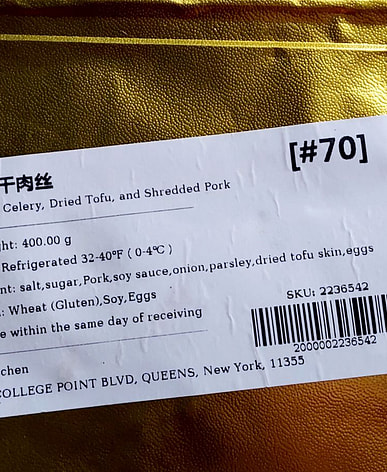 [#70]
干肉丝
Celery, Dried Tofu, and Shredded Pork
ht: 400.00 g
Refrigerated 32-40°F ( 0-4°C )
nt: salt,sugar,Pork,soy sauce,onion,parsley,dried tofu skin,eggs
: Wheat (Gluten),Soy,Eggs
e within the same day of receiving
SKU: 2236542
2000002236542
chen
COLLEGE POINT BLVD, QUEENS, New York, 11355